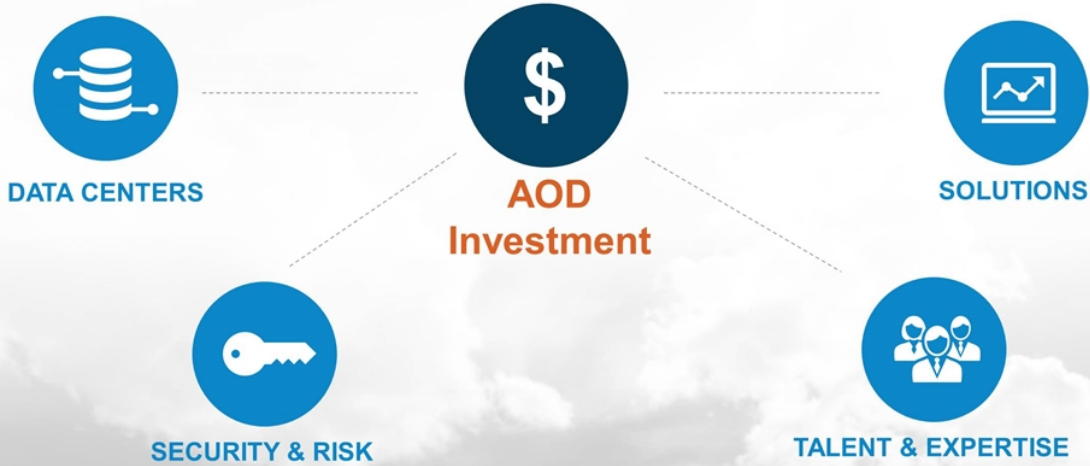 $
DATA CENTERS
AOD
Investment
SOLUTIONS
SECURITY & RISK
TALENT & EXPERTISE